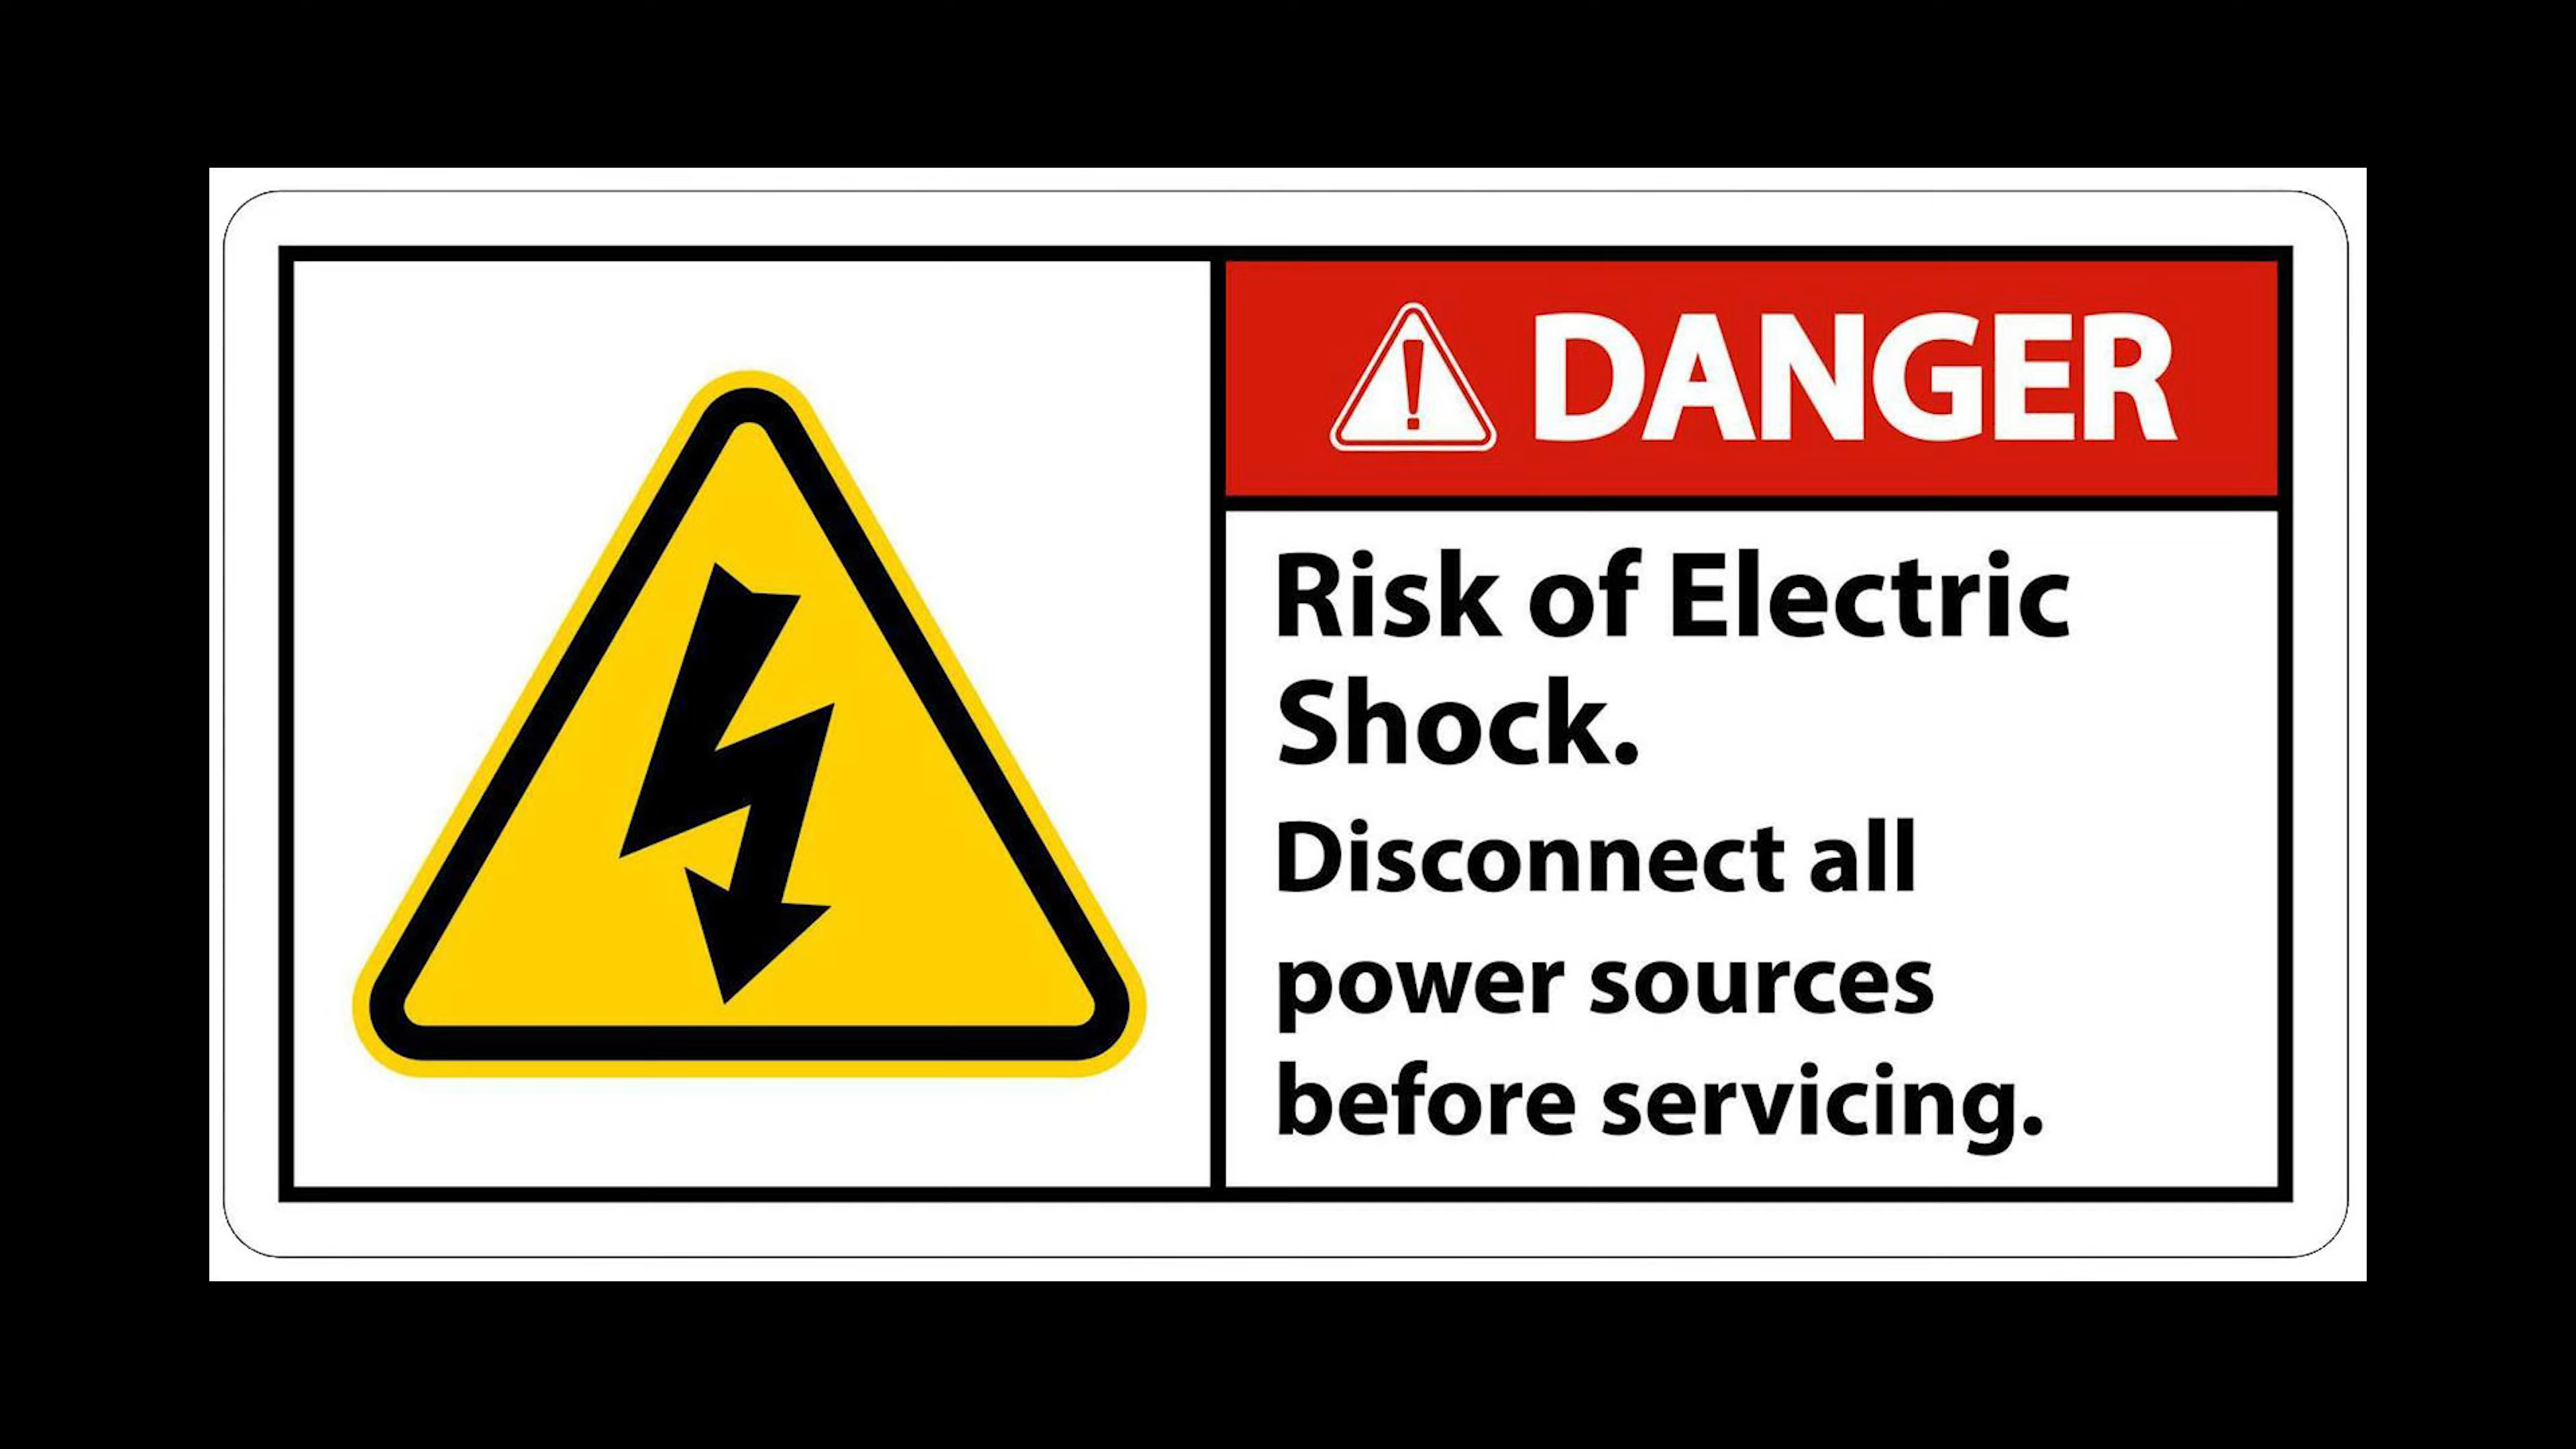 DANGER
Risk of Electric
Shock.
Disconnect all
power sources
before servicing.